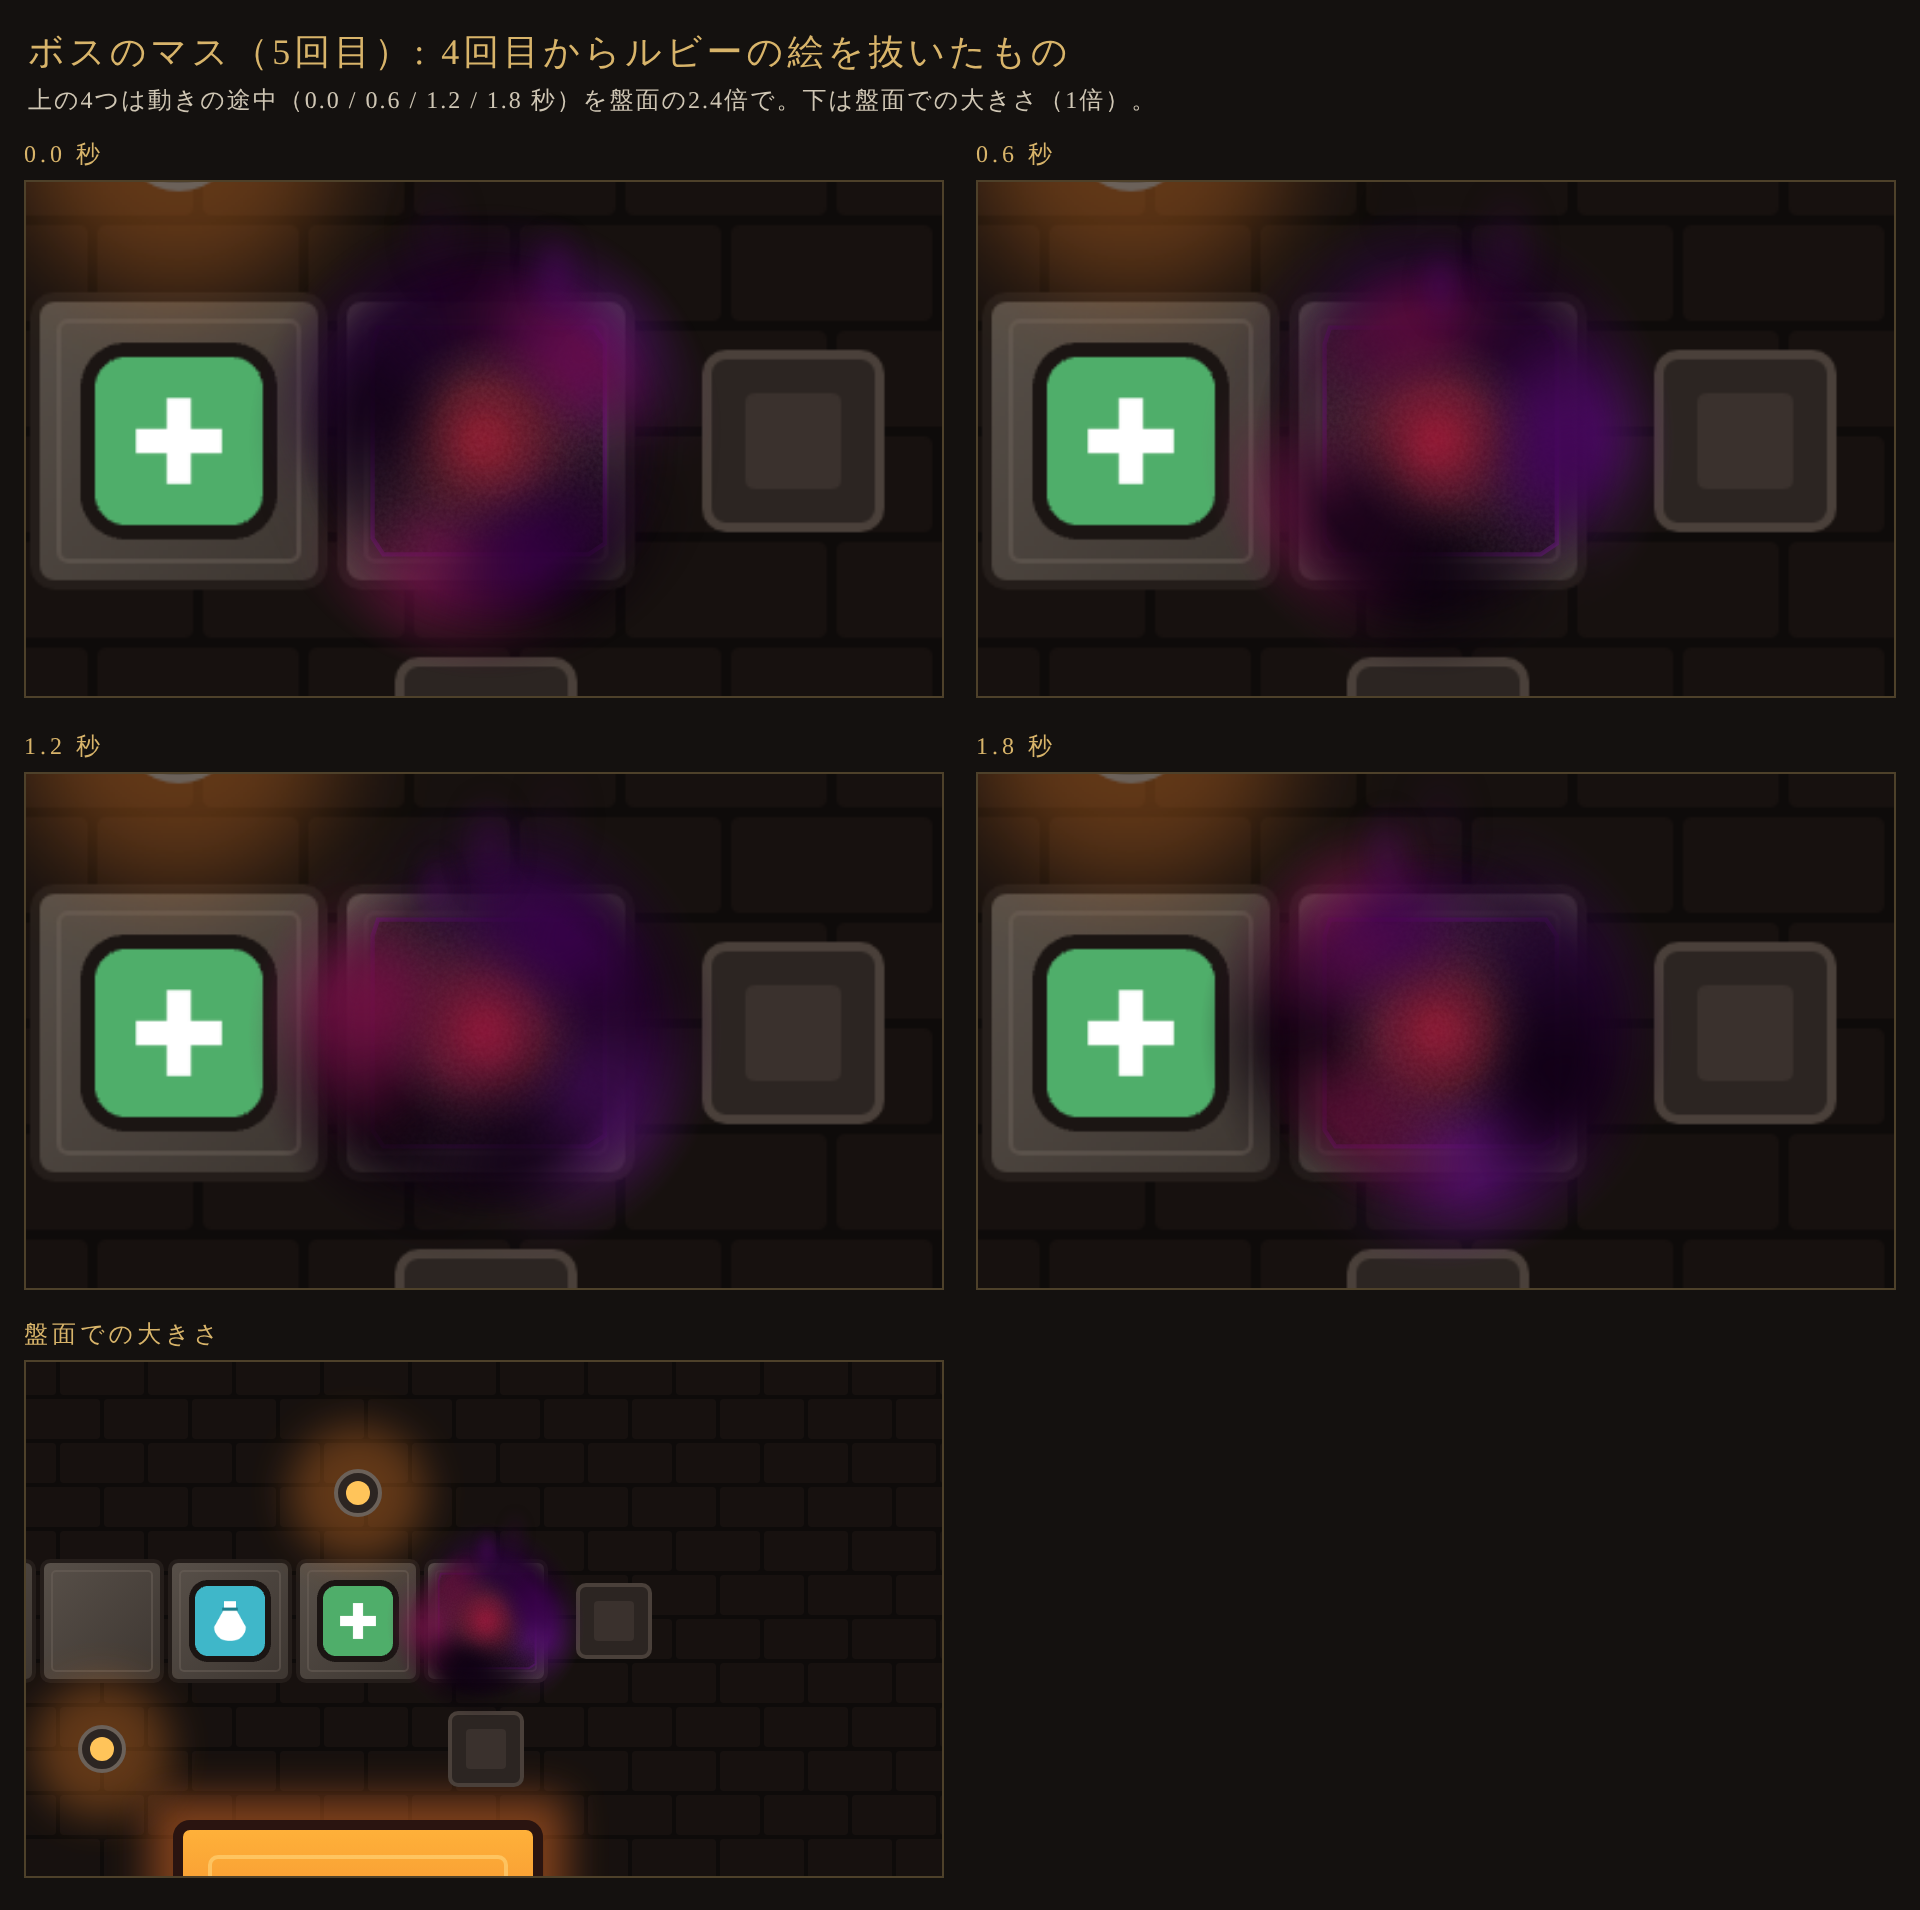 ボスのマス（5回目）: 4回目からルビーの絵を抜いたもの
上の4つは動きの途中（0.0 / 0.6 / 1.2 / 1.8 秒）を盤面の2.4倍で。下は盤面での大きさ（1倍）。
0.0 秒
0.6 秒
1.2 秒
1.8 秒
盤面での大きさ